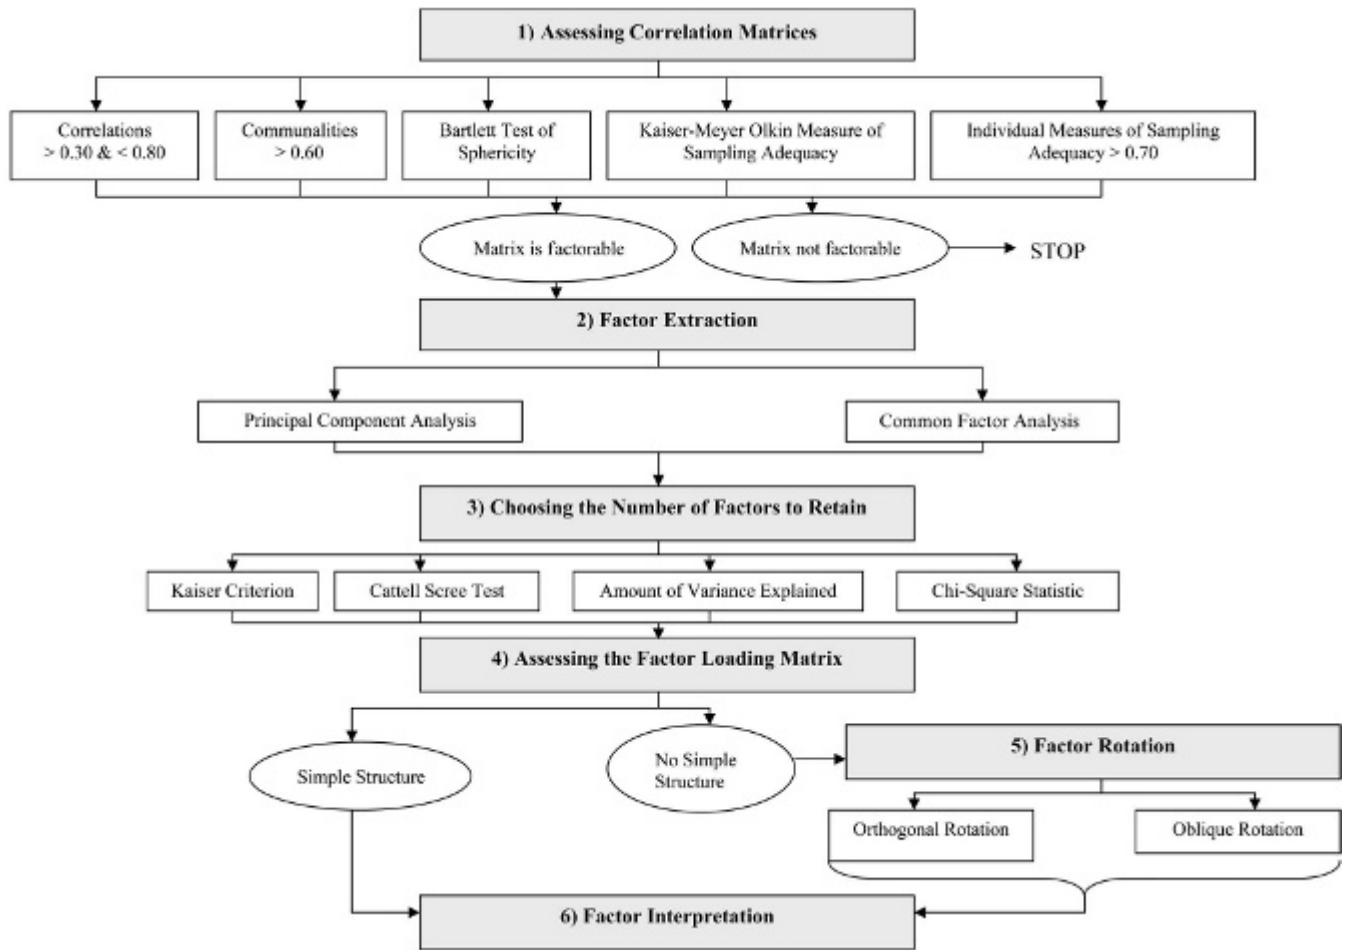 1) Assessing Correlation Matrices
Correlations
> 0.30 & < 0.80
Communalities
> 0.60
Bartlett Test of
Sphericity
Kaiser-Meyer Olkin Measure of
Sampling Adequacy
Individual Measures of Sampling
Adequacy > 0.70
Matrix is factorable
Matrix not factorable
STOP
2) Factor Extraction
Principal Component Analysis
Common Factor Analysis
3) Choosing the Number of Factors to Retain
Kaiser Criterion
Cattell Scree Test
Amount of Variance Explained
Chi-Square Statistic
4) Assessing the Factor Loading Matrix
Simple Structure
No Simple
Structure
5) Factor Rotation
Orthogonal Rotation
Oblique Rotation
6) Factor Interpretation